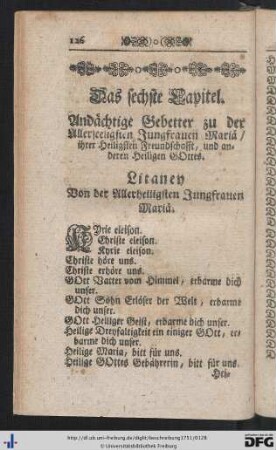 126
Das sechste Capitel.
Andächtige Gebetter zu der
Allerseeligsten Jungfrauen Mariä /
ihrer Heiligsten Freundschafft, und an-
deren Heiligen GOttes.
Litaney
Von der Allerheiligsten Jungfrauen
Mariä.
KYrie eleison.
Christe eleison.
Kyrie eleison.
Christe höre uns.
Christe erhöre uns.
GOtt Vatter vom Himmel, erbarme dich
unser.
GOtt Sohn Erlöser der Welt, erbarme
dich unser.
GOtt Heiliger Geist, erbarme dich unser.
Heilige Dreyfaltigkeit ein einiger GOtt, er-
barme dich unser.
Heilige Maria, bitt für uns.
Heilige GOttes Gebährerin, bitt für uns.
Hei-
http://dl.ub.uni-freiburg.de/diglit/beschreibung1751/0128
© Universitätsbibliothek Freiburg
gefördert durch die
DFG